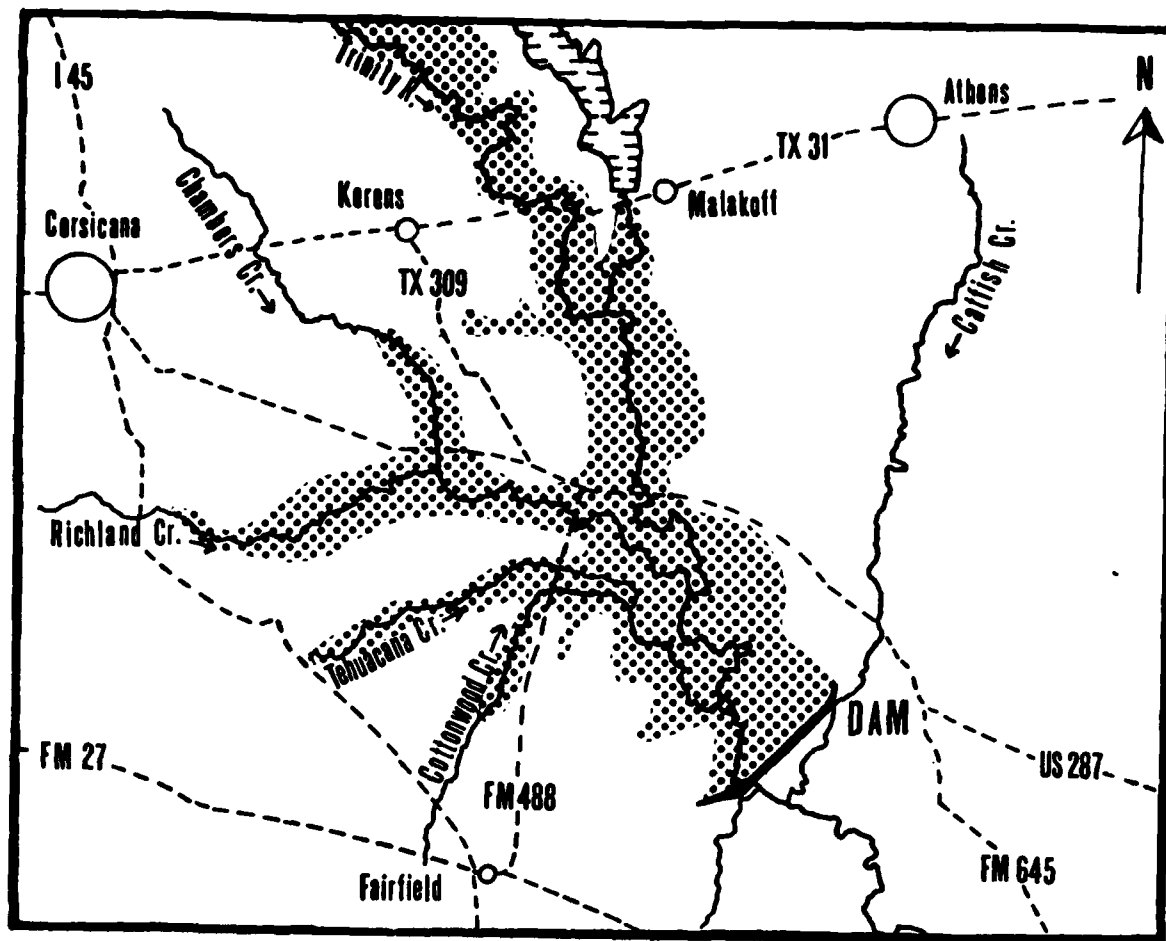 I 45
Trinity R.
N
Athens
TX 31
Malakoff
Kerens
Chambers Cr.
Corsicana
TX 309
Catfish Cr.
Richland Cr.
Tehuacana Cr.
Cottonwood Cr.
DAM
FM 27
US 287
FM 488
FM 645
Fairfield